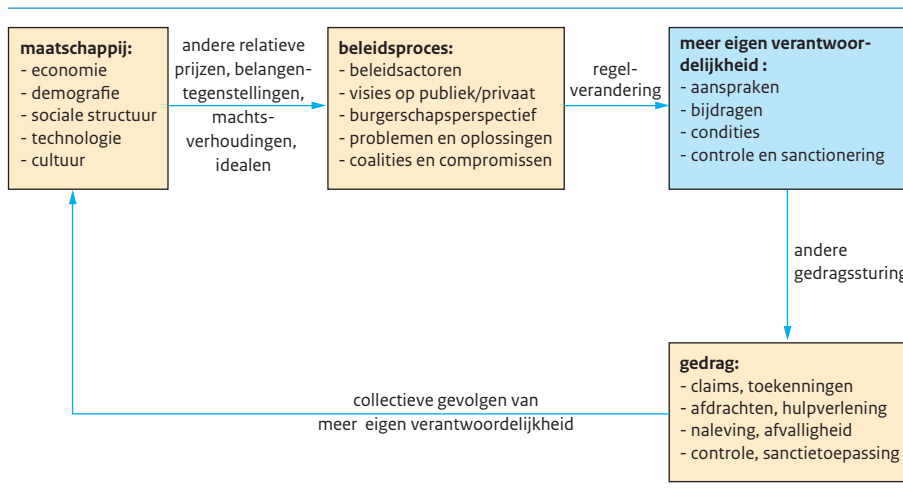 maatschappij:
- economie
- demografie
- sociale structuur
- technologie
- cultuur
andere relatieve
prijzen, belangen-
tegenstellingen,
machts-
verhoudingen,
idealen
beleidsproces:
- beleidsactoren
- visies op publiek/privaat
- burgerschapsperspectief
- problemen en oplossingen
- coalities en compromissen
regel-
verandering
meer eigen verantwoor-
delijkheid :
- aanspraken
- bijdragen
- condities
- controle en sanctionering
andere
gedragssturing
gedrag:
- claims, toekenningen
- afdrachten, hulpverlening
- naleving, afvalligheid
- controle, sanctietoepassing
collectieve gevolgen van
meer eigen verantwoordelijkheid